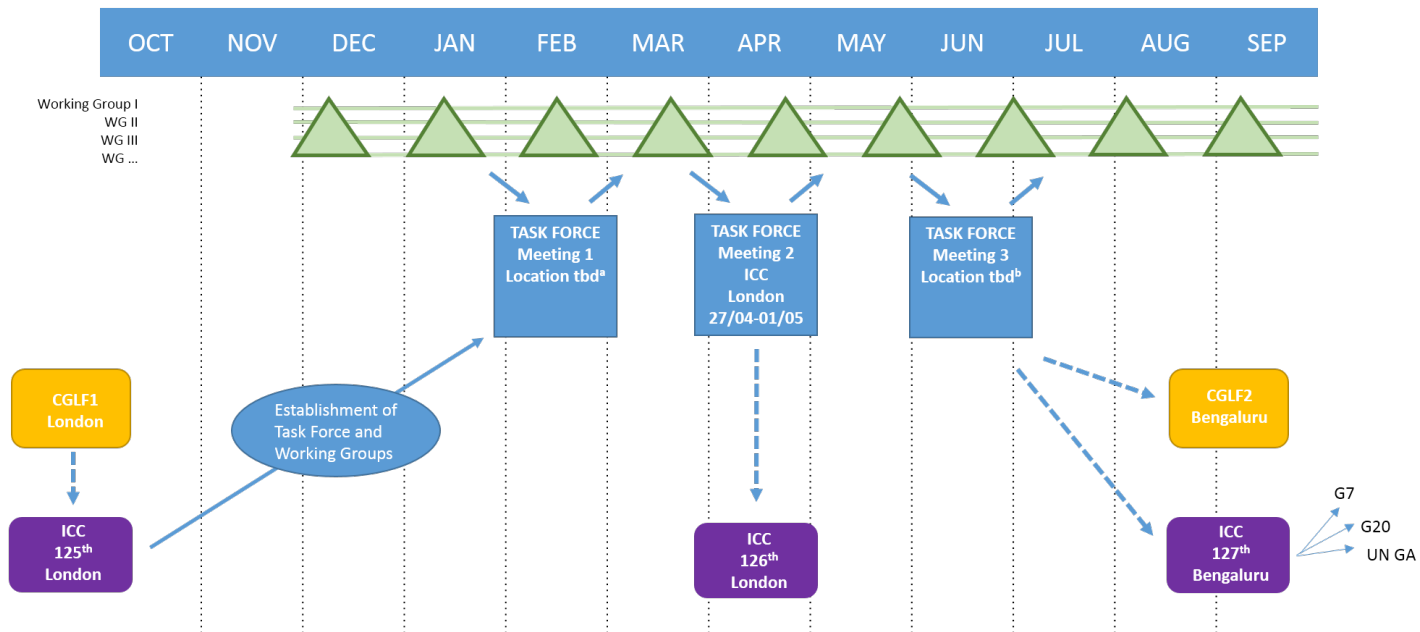 OCT NOV DEC JAN FEB MAR APR MAY JUN JUL AUG SEP
Working Group I
WG II
WG III
WG ...
TASK FORCE
Meeting 1
Location tbdᵃ
TASK FORCE
Meeting 2
ICC
London
27/04-01/05
TASK FORCE
Meeting 3
Location tbdᵇ
CGLF1
London
Establishment of
Task Force and
Working Groups
CGLF2
Bengaluru
ICC
125ᵗʰ
London
ICC
126ᵗʰ
London
ICC
127ᵗʰ
Bengaluru
G7
G20
UN GA